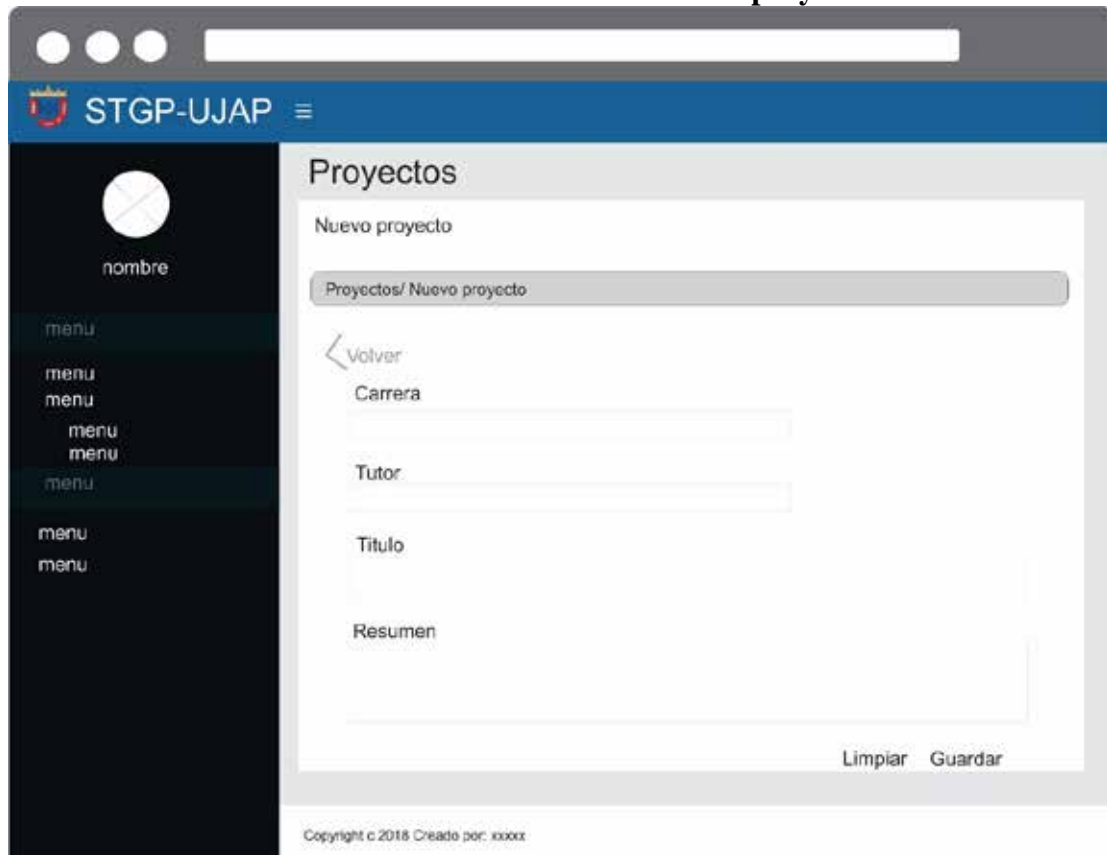 STGP-UJAP
Proyectos
nombre
Nuevo proyecto
Proyectos/ Nuevo proyecto
menu
menu
menu
menu
menu
menu
menu
menu
Volver
Carrera
Tutor
Titulo
Resumen
Limpiar Guardar
Copyright c 2018 Creado por: xxxxx